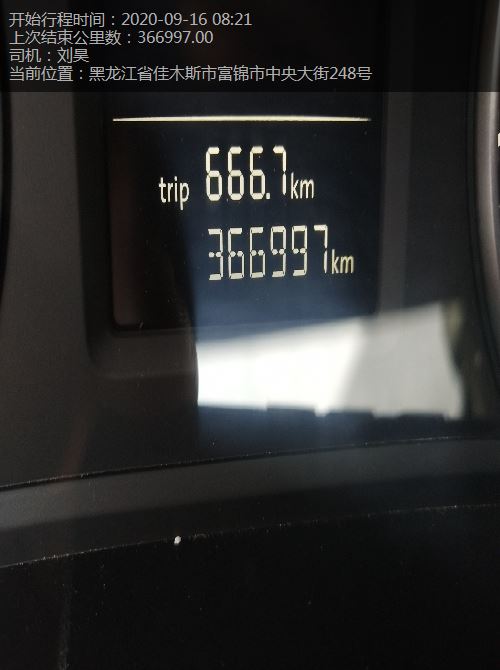 开始行程时间：2020-09-16 08:21
上次结束公里数：366997.00
司机：刘昊
当前位置：黑龙江省佳木斯市富锦市中央大街248号
trip 666.7km
366997km